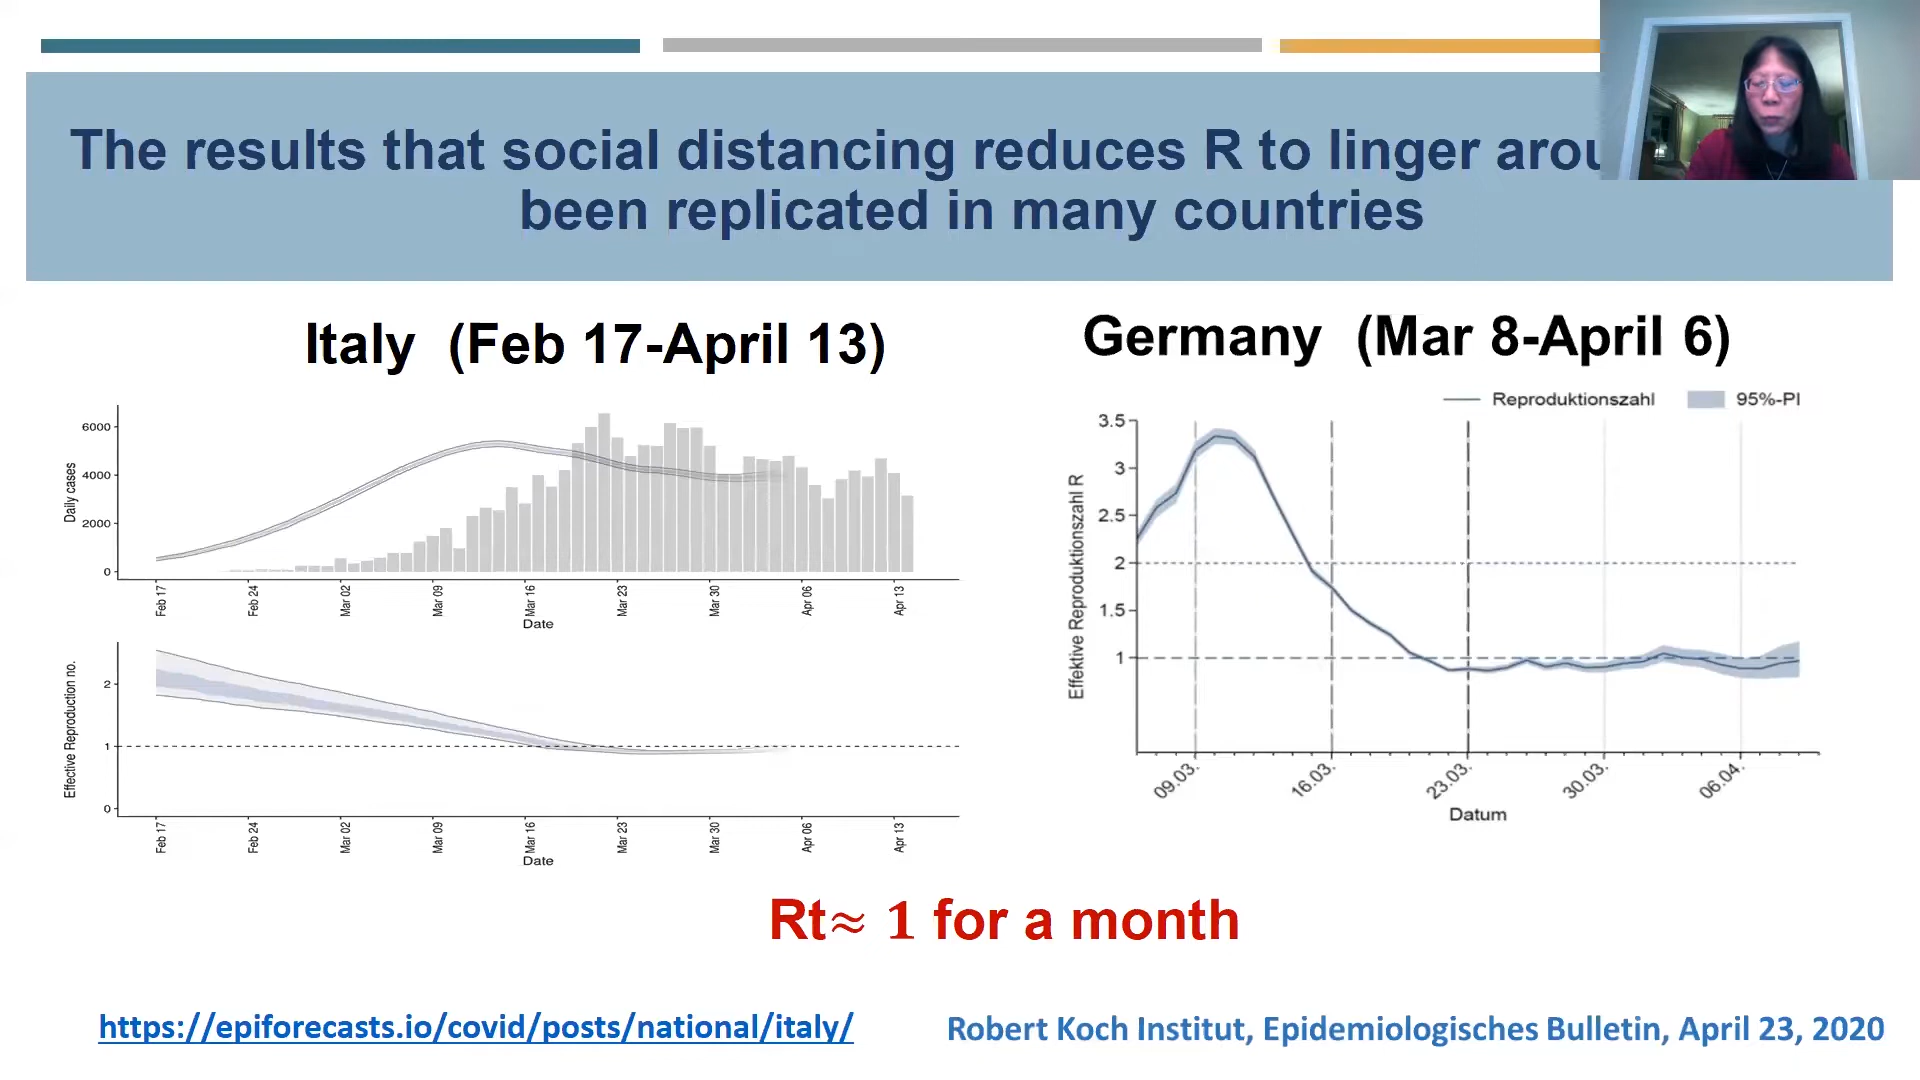 The results that social distancing reduces R to linger
been replicated in many countries
Italy (Feb 17-April 13)
Germany (Mar 8-April 6)
6000
4000
2000
0
Daily cases
Feb 17
Feb 24
Mar 02
Mar 09
Mar 16
Mar 23
Mar 30
Apr 06
Apr 13
Date
2
1
0
Effective Reproduction no.
Feb 17
Feb 24
Mar 02
Mar 09
Mar 16
Mar 23
Mar 30
Apr 06
Apr 13
Date
Reproduktionszahl 95%-PI
3.5
3
2.5
2
1.5
1
Effektive Reproduktionszahl R
09.03.
16.03.
23.03.
30.03.
06.04.
Datum
Rt≈ 1 for a month
https://epiforecasts.io/covid/posts/national/italy/
Robert Koch Institut, Epidemiologisches Bulletin, April 23, 2020